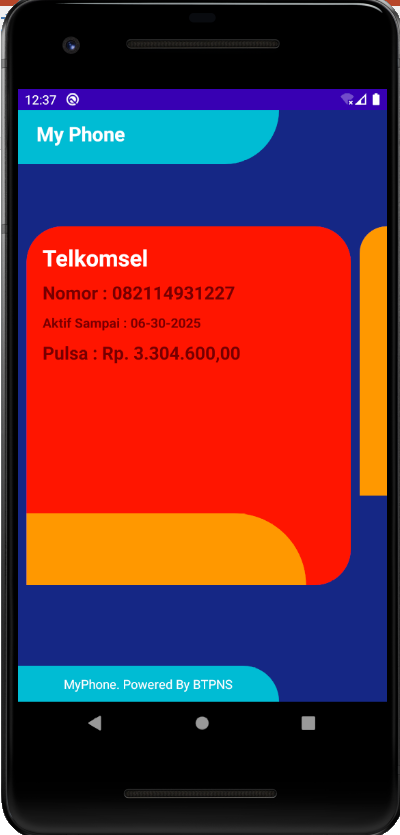 12:37
My Phone
Telkomsel
Nomor : 082114931227
Aktif Sampai : 06-30-2025
Pulsa : Rp. 3.304.600,00
MyPhone. Powered By BTPNS